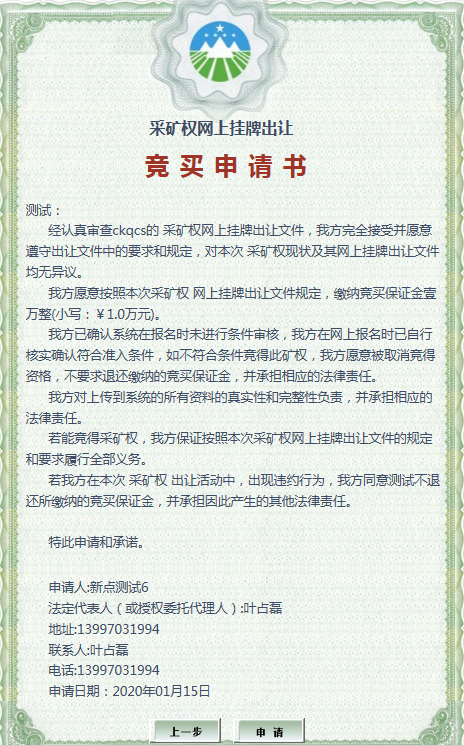 采矿权网上挂牌出让
竞买申请书
测试：
经认真审查ckqcs的 采矿权网上挂牌出让文件，我方完全接受并愿意
遵守出让文件中的要求和规定，对本次 采矿权现状及其网上挂牌出让文件
均无异议。
我方愿意按照本次采矿权 网上挂牌出让文件规定，缴纳竞买保证金壹
万整(小写：￥1.0万元)。
我方已确认系统在报名时未进行条件审核，我方在网上报名时已自行
核实确认符合准入条件，如不符合条件竞得此矿权，我方愿意被取消竞得
资格，不要求退还缴纳的竞买保证金，并承担相应的法律责任。
我方对上传到系统的所有资料的真实性和完整性负责，并承担相应的
法律责任。
若能竞得采矿权，我方保证按照本次采矿权网上挂牌出让文件的规定
和要求履行全部义务。
若我方在本次 采矿权 出让活动中，出现违约行为，我方同意测试不退
还所缴纳的竞买保证金，并承担因此产生的其他法律责任。
特此申请和承诺。
申请人:新点测试6
法定代表人（或授权委托代理人）:叶占磊
地址:13997031994
联系人:叶占磊
电话:13997031994
申请日期：2020年01月15日
上一步 申 请